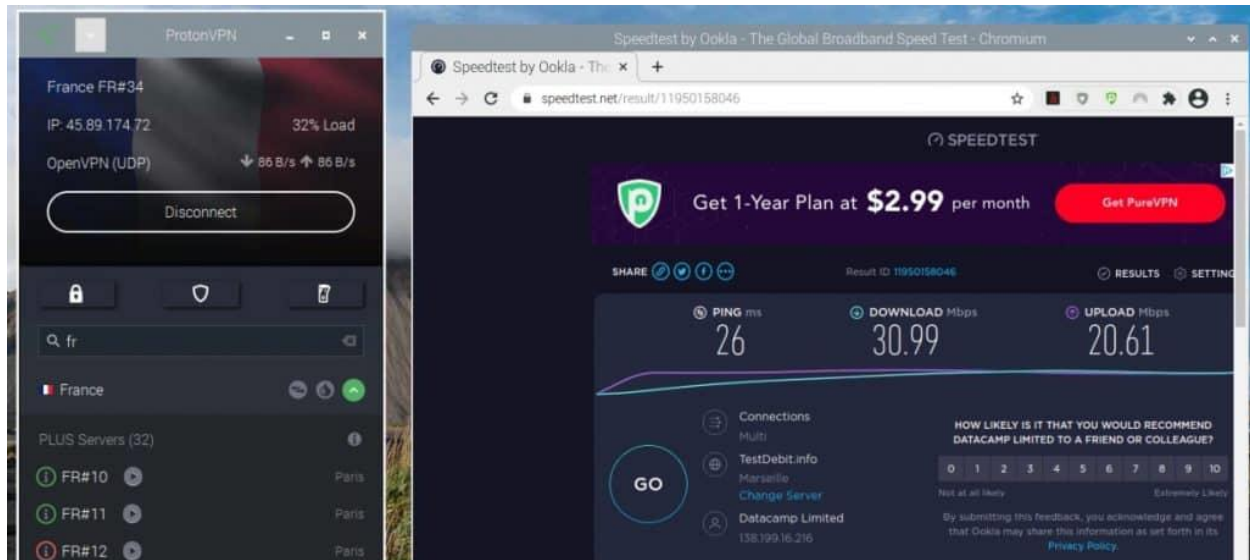 ProtonVPN
France FR#34
IP: 45.89.174.72 32% Load
OpenVPN (UDP) 86 B/s 86 B/s
Disconnect
fr
France
PLUS Servers (32)
FR#10 Paris
FR#11 Paris
FR#12 Paris
Speedtest by Ookla - The Global Broadband Speed Test - Chromium
Speedtest by Ookla - The
speedtest.net/result/11950158046
SPEEDTEST
Get 1-Year Plan at $2.99 per month
Get PureVPN
SHARE
Result ID 11950158046
RESULTS SETTING
PING ms
26
DOWNLOAD Mbps
30.99
UPLOAD Mbps
20.61
GO
Connections
Multi
TestDebit.info
Marseille
Change Server
Datacamp Limited
138.199.16.216
HOW LIKELY IS IT THAT YOU WOULD RECOMMEND
DATACAMP LIMITED TO A FRIEND OR COLLEAGUE?
0 1 2 3 4 5 6 7 8 9 10
Not at all likely Extremely Likely
By submitting this feedback, you acknowledge and agree
that Ookla may share this information as set forth in its
Privacy Policy.